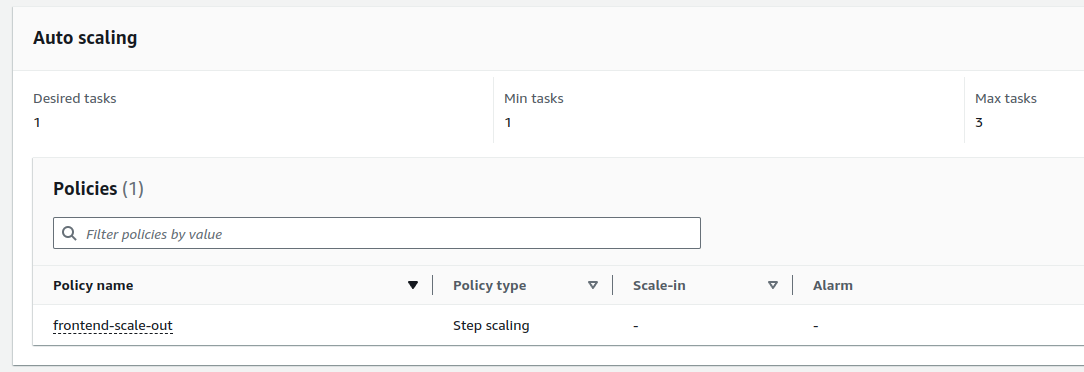 Auto scaling
Desired tasks Min tasks Max tasks
1 1 3
Policies (1)
Filter policies by value
Policy name Policy type Scale-in Alarm
frontend-scale-out Step scaling - -